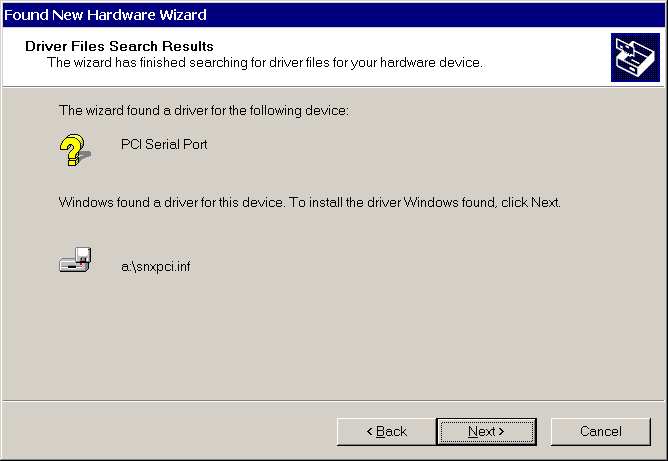 Found New Hardware Wizard
Driver Files Search Results
The wizard has finished searching for driver files for your hardware device.
The wizard found a driver for the following device:
PCI Serial Port
Windows found a driver for this device. To install the driver Windows found, click Next.
a:\snxpci.inf
< Back Next > Cancel